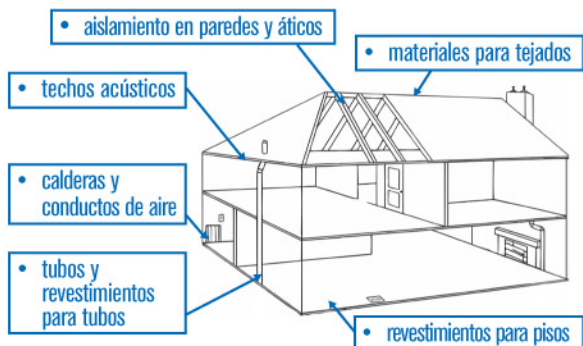 • aislamiento en paredes y áticos
• materiales para tejados
• techos acústicos
• calderas y
conductos de aire
• tubos y
revestimientos
para tubos
• revestimientos para pisos